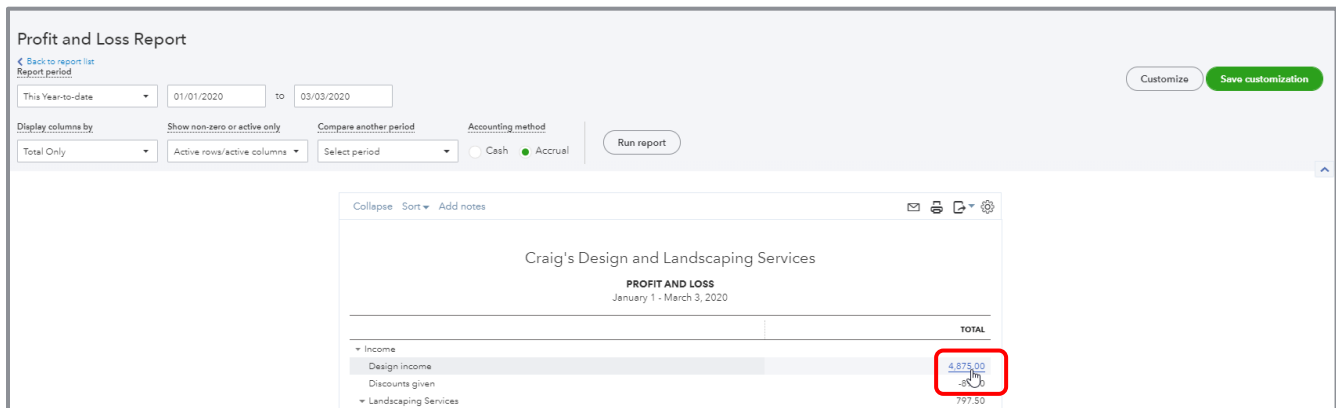 Profit and Loss Report
Back to report list
Report period
This Year-to-date 01/01/2020 to 03/03/2020
Customize Save customization
Display columns by Show non-zero or active only Compare another period Accounting method
Total Only Active rows/active columns Select period Cash Accrual Run report
Collapse Sort Add notes
Craig's Design and Landscaping Services
PROFIT AND LOSS
January 1 - March 3, 2020
TOTAL
Income
Design income 4,875.00
Discounts given
Landscaping Services 797.50